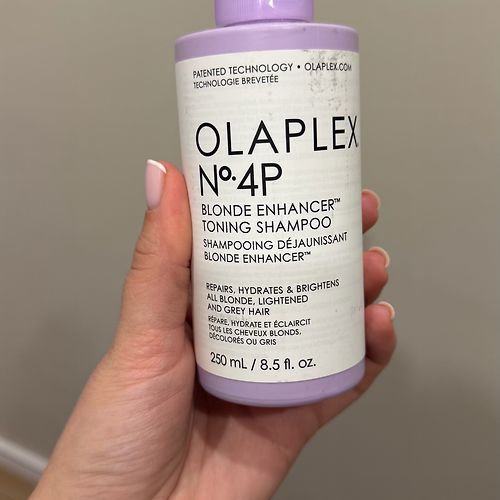 PATENTED TECHNOLOGY • OLAPLEX.COM
TECHNOLOGIE BREVETÉE
OLAPLEX.
Nº.4P
BLONDE ENHANCER™
TONING SHAMPOO
SHAMPOOING DÉJAUNISSANT
BLONDE ENHANCER™
REPAIRS, HYDRATES & BRIGHTENS
ALL BLONDE, LIGHTENED
AND GREY HAIR
RÉPARE, HYDRATE ET ÉCLAIRCIT
TOUS LES CHEVEUX BLONDS,
DÉCOLORÉS OU GRIS
250 mL / 8.5 fl. oz.